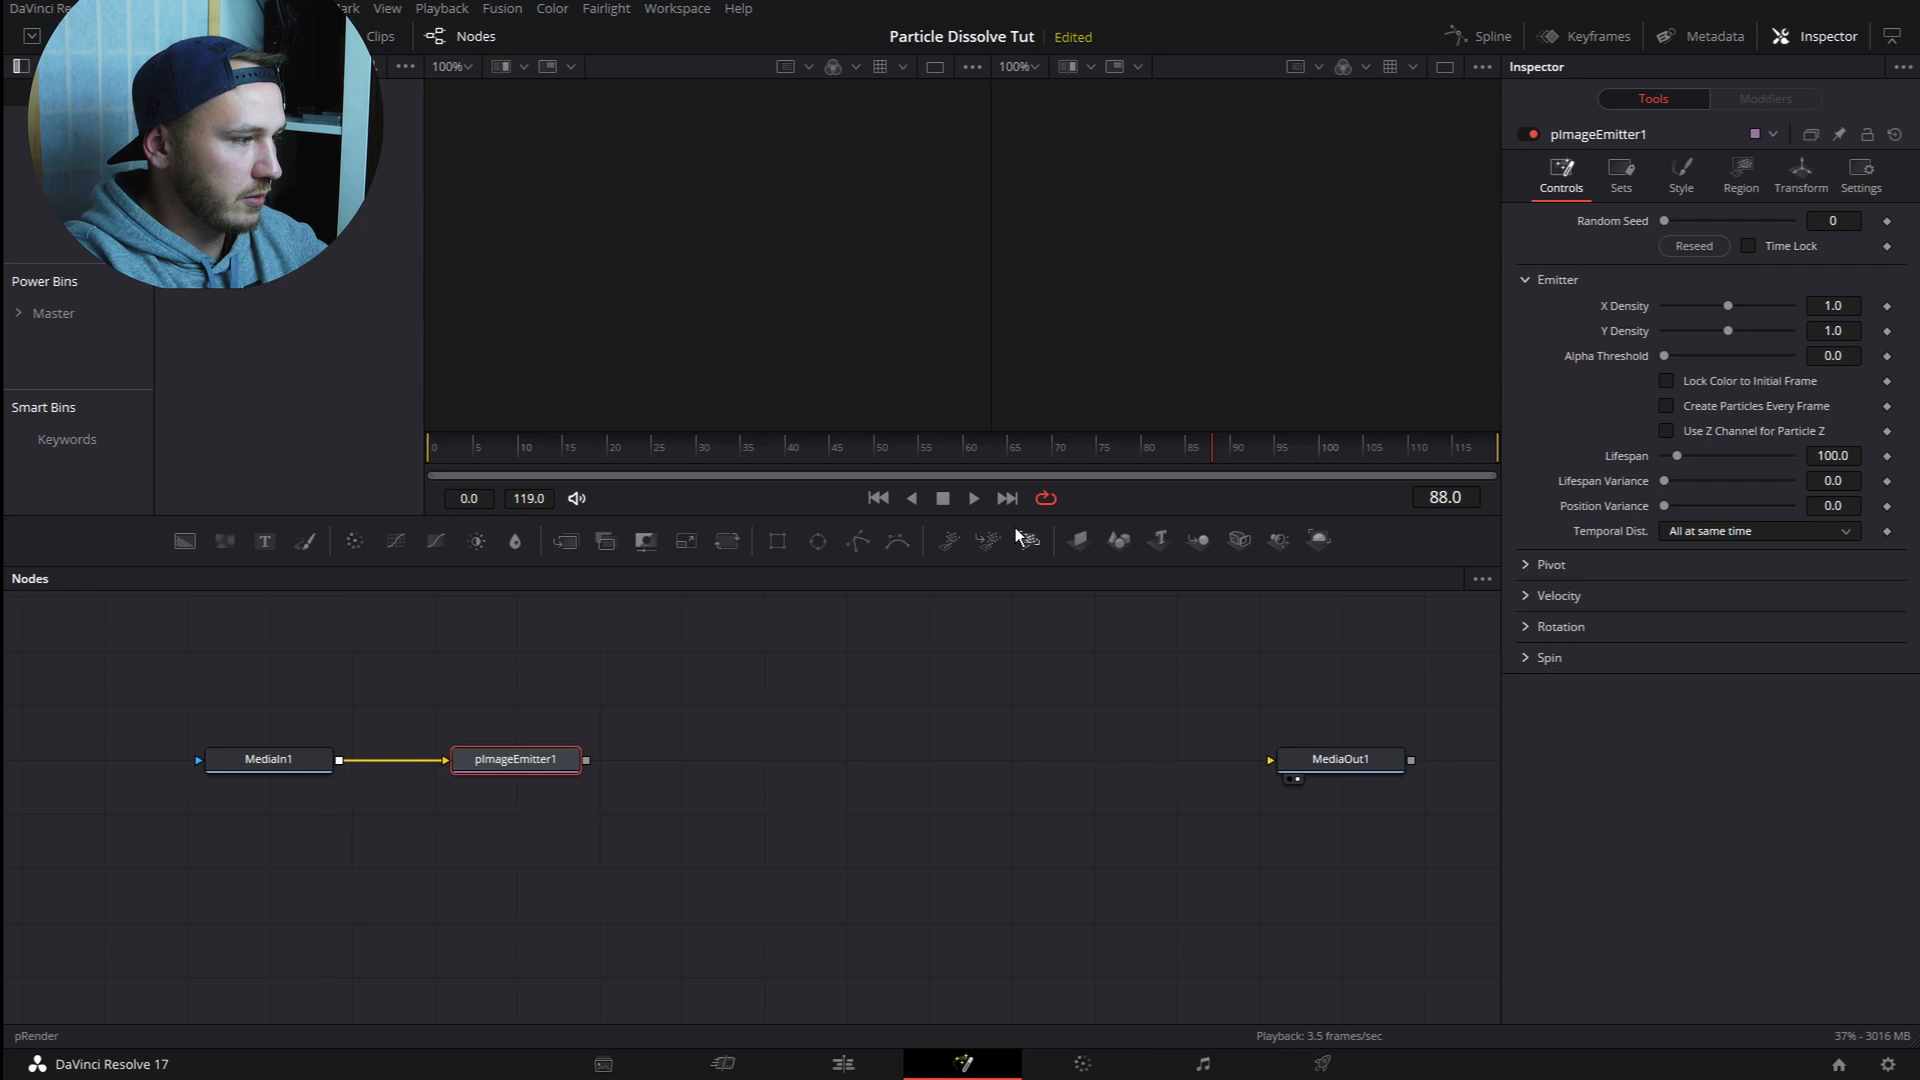 DaVinci Re
ark
View
Playback
Fusion
Color
Fairlight
Workspace
Help
Clips
Nodes
Particle Dissolve Tut
Edited
Spline
Keyframes
Metadata
Inspector
100%
100%
Inspector
Tools
Modifiers
pImageEmitter1
Controls
Sets
Style
Region
Transform
Settings
Random Seed
0
Reseed
Time Lock
Emitter
X Density
1.0
Y Density
1.0
Alpha Threshold
0.0
Lock Color to Initial Frame
Create Particles Every Frame
Use Z Channel for Particle Z
Lifespan
100.0
Lifespan Variance
0.0
Position Variance
0.0
Temporal Dist.
All at same time
Pivot
Velocity
Rotation
Spin
Power Bins
Master
Smart Bins
Keywords
0 5 10 15 20 25 30 35 40 45 50 55 60 65 70 75 80 85 90 95 100 105 110 115
0.0
119.0
88.0
Nodes
MediaIn1
pImageEmitter1
MediaOut1
pRender
Playback: 3.5 frames/sec
37% - 3016 MB
DaVinci Resolve 17